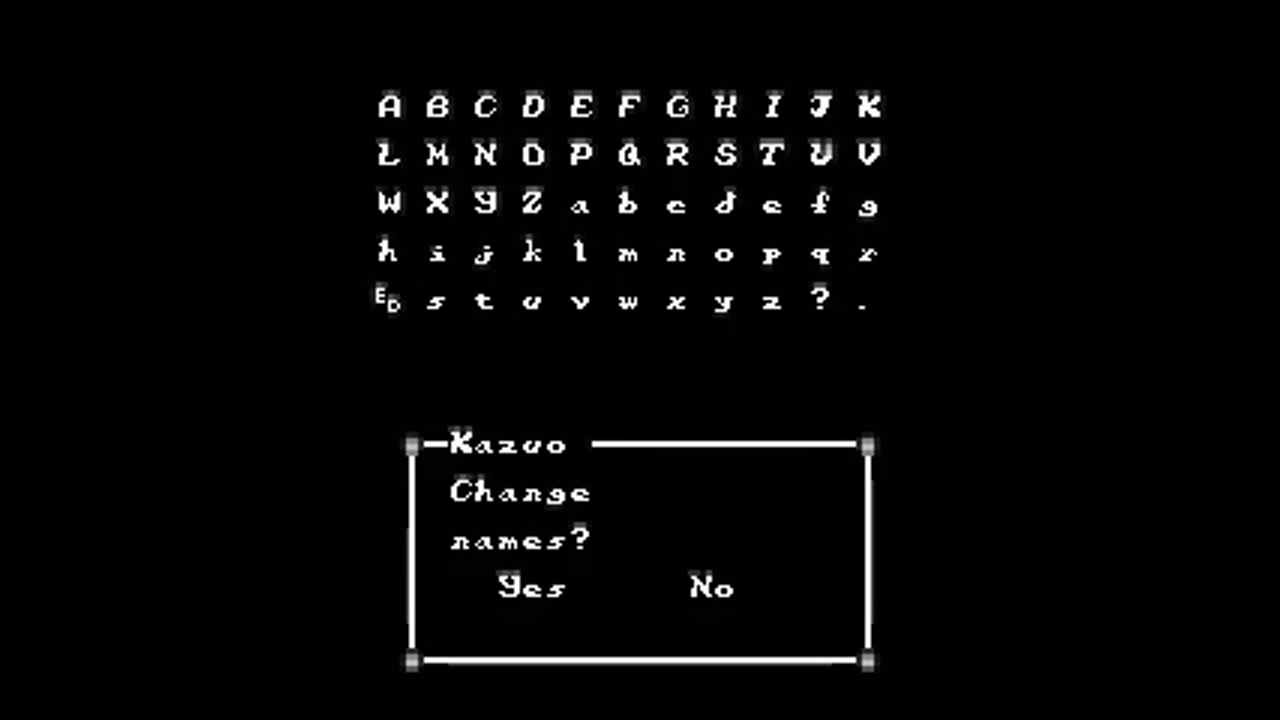 A B C D E F G H I J K
L M N O P Q R S T U V
W X Y Z a b c d e f g
h i j k l m n o p q r
ED s t u v w x y z ? .
Kazuo
Change
names?
Yes No